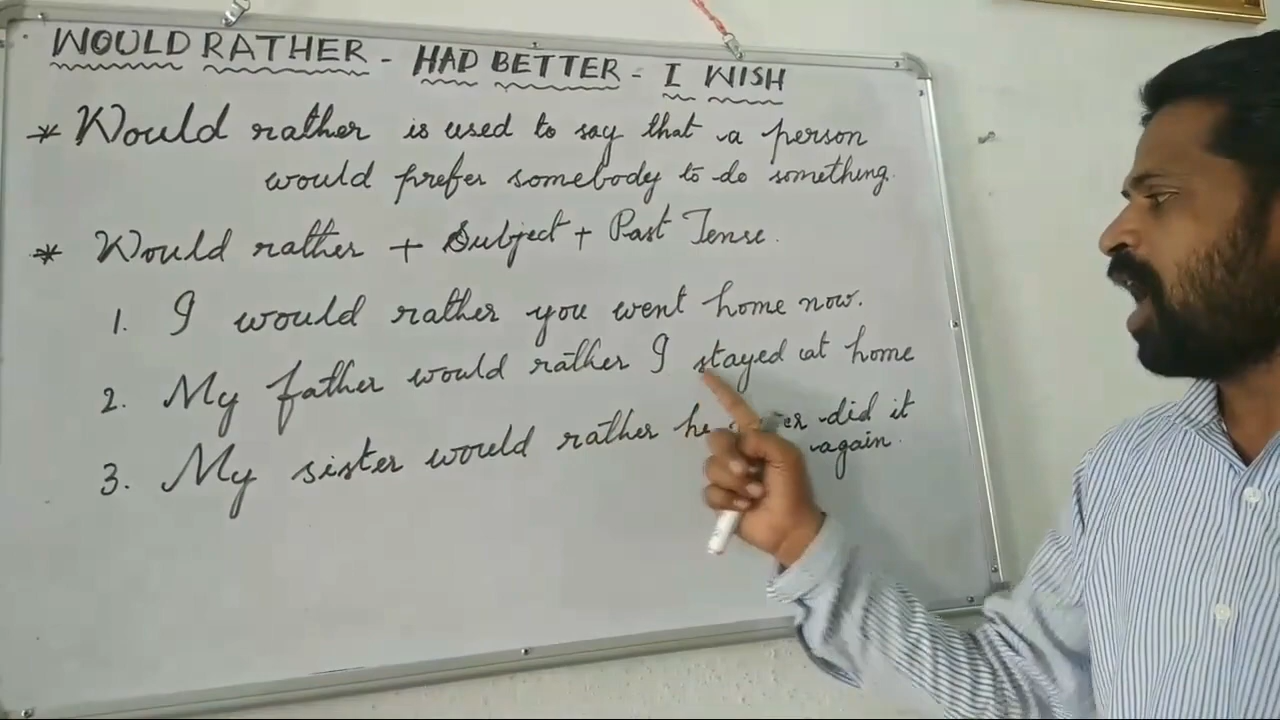 WOULD RATHER - HAD BETTER - I WISH
* Would rather is used to say that a person
would prefer somebody to do something.
* Would rather + Subject + Past Tense.
1. I would rather you went home now.
2. My father would rather I stayed at home
3. My sister would rather he did it
again.